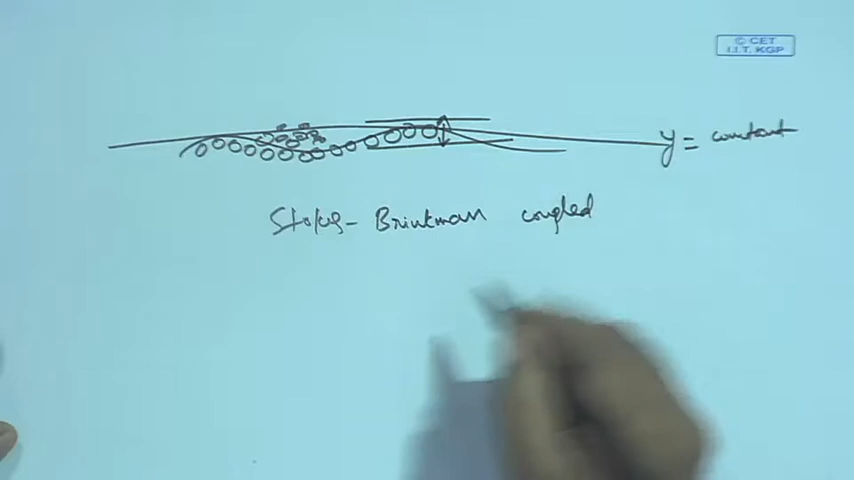 © CET
I.I.T. KGP
y = constant
Stokes - Brinkman coupled